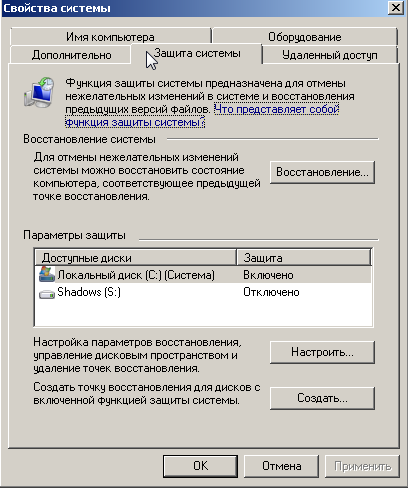 Свойства системы
Имя компьютера Оборудование
Дополнительно Защита системы Удаленный доступ
Функция защиты системы предназначена для отмены
нежелательных изменений в системе и восстановления
предыдущих версий файлов. Что представляет собой
функция защиты системы?
Восстановление системы
Для отмены нежелательных изменений
системы можно восстановить состояние
компьютера, соответствующее предыдущей
точке восстановления.
Восстановление...
Параметры защиты
Доступные диски Защита
Локальный диск (C:) (Система) Включено
Shadows (S:) Отключено
Настройка параметров восстановления,
управление дисковым пространством и
удаление точек восстановления.
Настроить...
Создать точку восстановления для дисков с
включенной функцией защиты системы.
Создать...
OK Отмена Применить